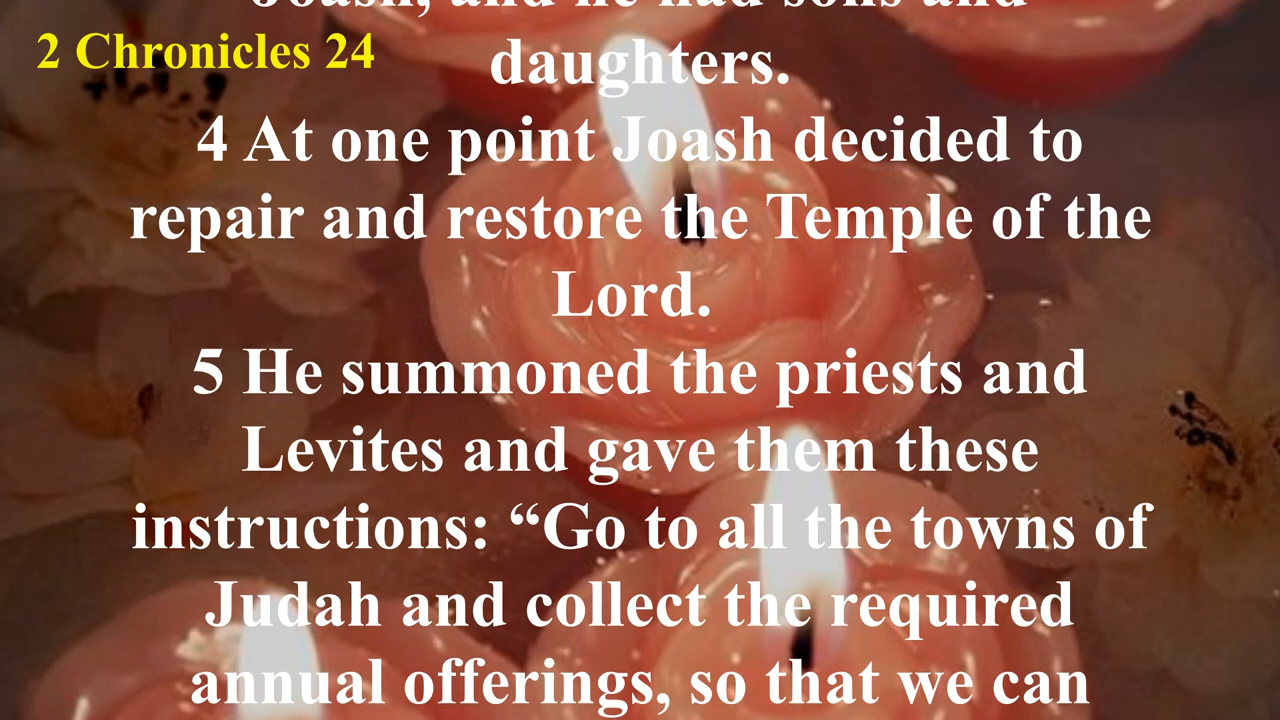 2 Chronicles 24
Joash, and he had sons and
daughters.
4 At one point Joash decided to
repair and restore the Temple of the
Lord.
5 He summoned the priests and
Levites and gave them these
instructions: “Go to all the towns of
Judah and collect the required
annual offerings, so that we can